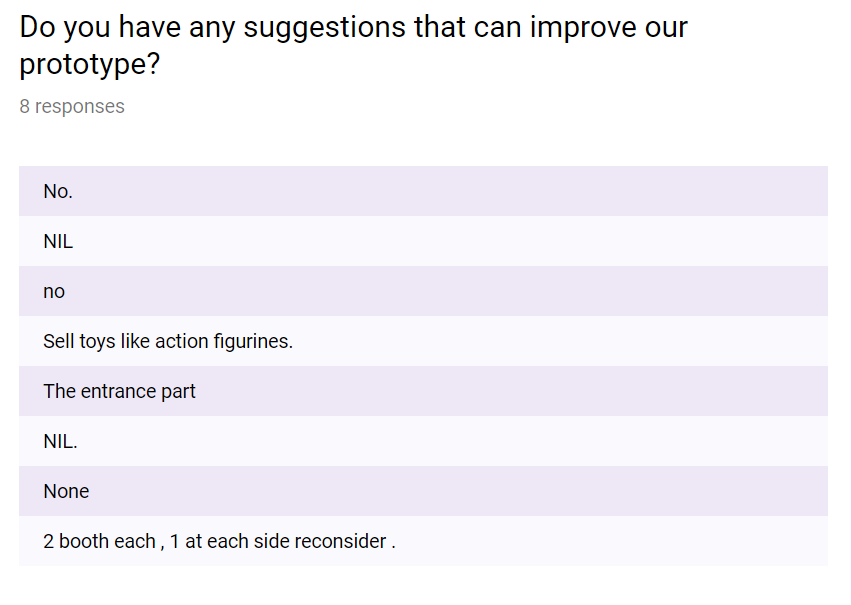 Do you have any suggestions that can improve our
prototype?
8 responses
No.
NIL
no
Sell toys like action figurines.
The entrance part
NIL.
None
2 booth each , 1 at each side reconsider .